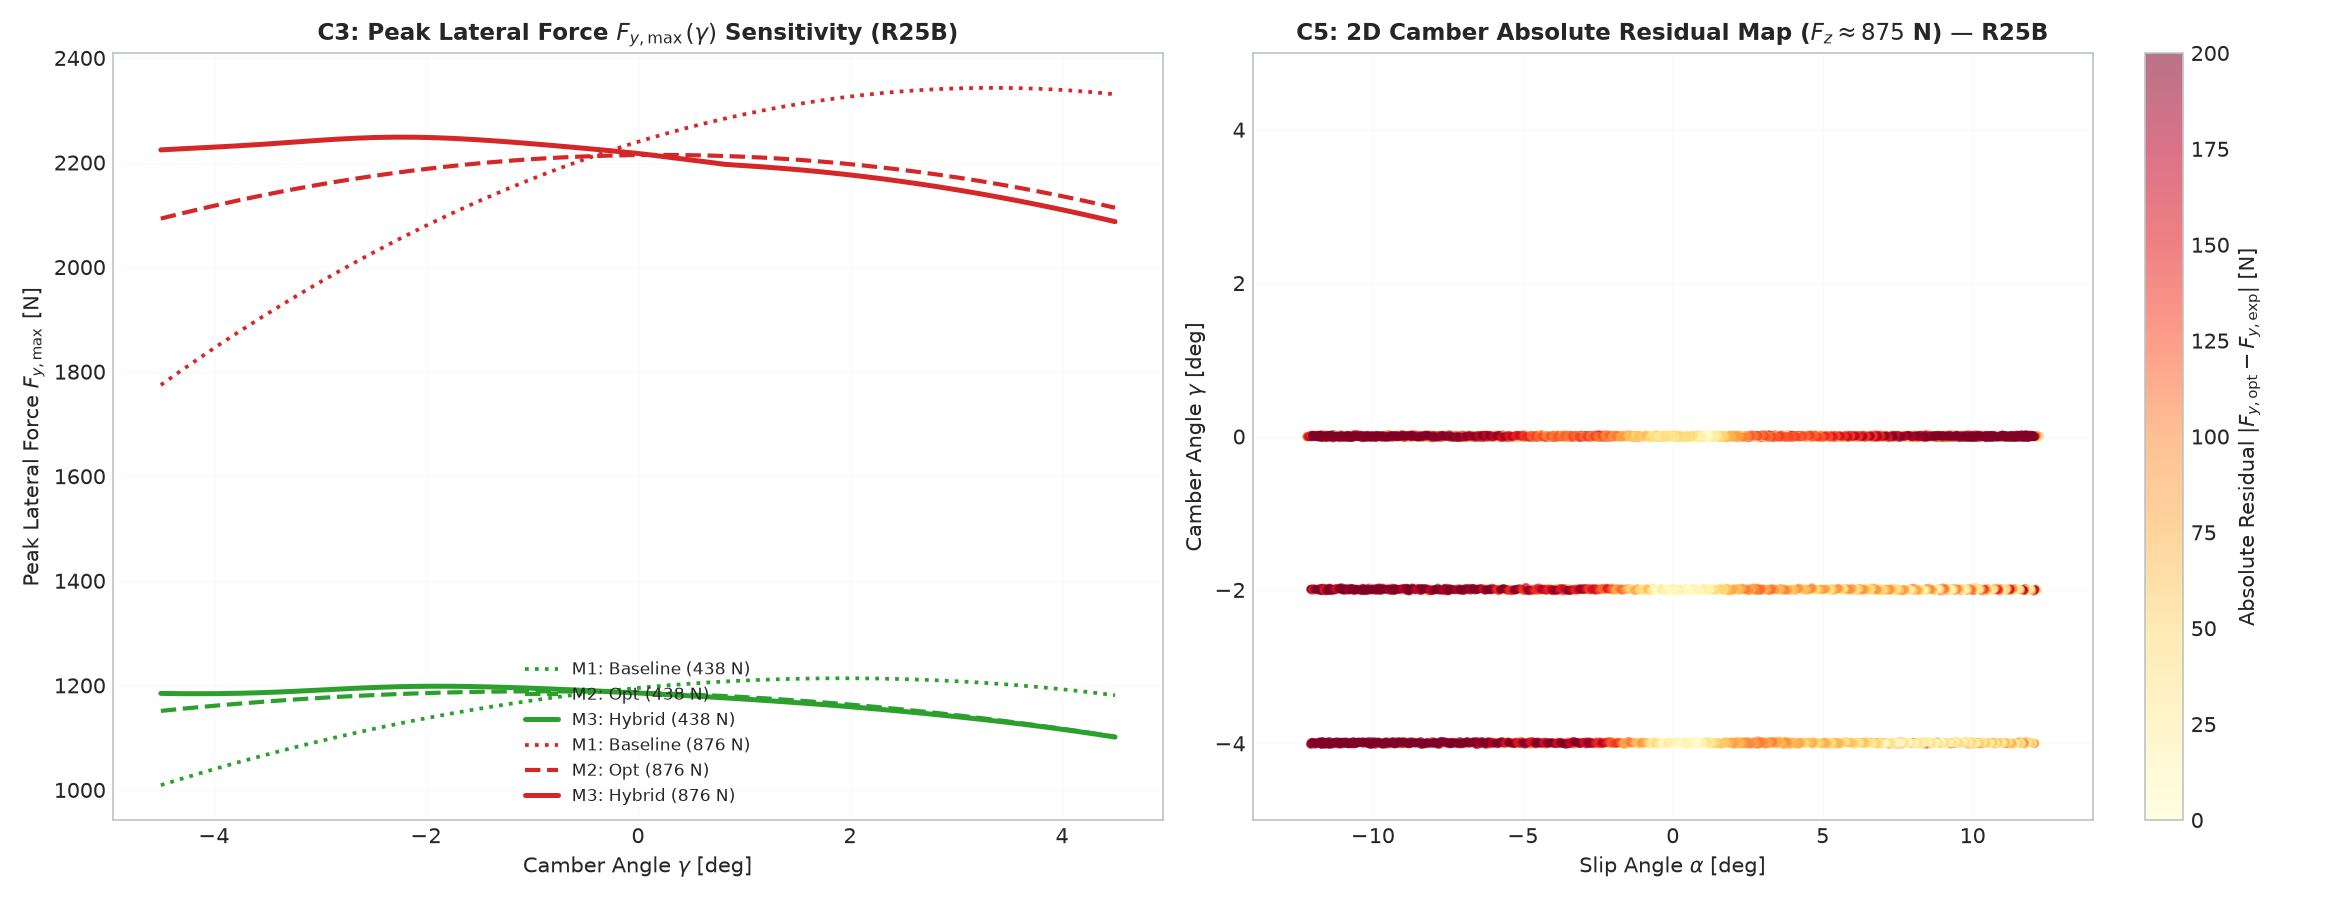 C3: Peak Lateral Force F_{y,max}(γ) Sensitivity (R25B)
2400
2200
2000
1800
1600
1400
1200
1000
Peak Lateral Force F_{y,max} [N]
M1: Baseline (438 N)
M2: Opt (438 N)
M3: Hybrid (438 N)
M1: Baseline (876 N)
M2: Opt (876 N)
M3: Hybrid (876 N)
−4
−2
0
2
4
Camber Angle γ [deg]
C5: 2D Camber Absolute Residual Map (F_z ≈ 875 N) — R25B
4
2
0
−2
−4
Camber Angle γ [deg]
−10
−5
0
5
10
Slip Angle α [deg]
200
175
150
125
100
75
50
25
0
Absolute Residual |F_{y,opt} − F_{y,exp}| [N]